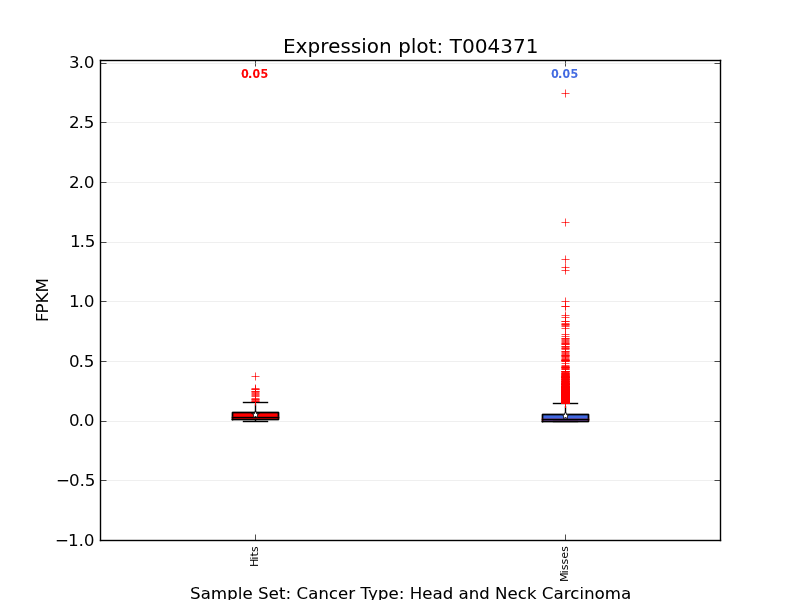 Expression plot: T004371
0.05 0.05
3.0
2.5
2.0
1.5
1.0
0.5
0.0
−0.5
−1.0
FPKM
Hits Misses
Sample Set: Cancer Type: Head and Neck Carcinoma